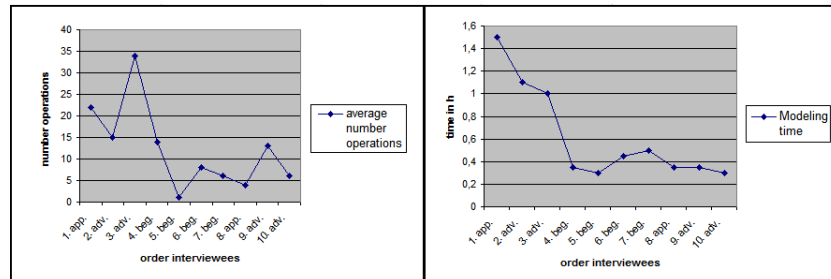 40
35
30
25
20
15
10
5
0
number operations
1. app.
2. adv.
3. adv.
4. beg.
5. beg.
6. beg.
7. beg.
8. app.
9. adv.
10. adv.
order interviewees
average
number
operations
1,6
1,4
1,2
1
0,8
0,6
0,4
0,2
0
time in h
1. app.
2. adv.
3. adv.
4. beg.
5. beg.
6. beg.
7. beg.
8. app.
9. adv.
10. adv.
order interviewees
Modeling
time